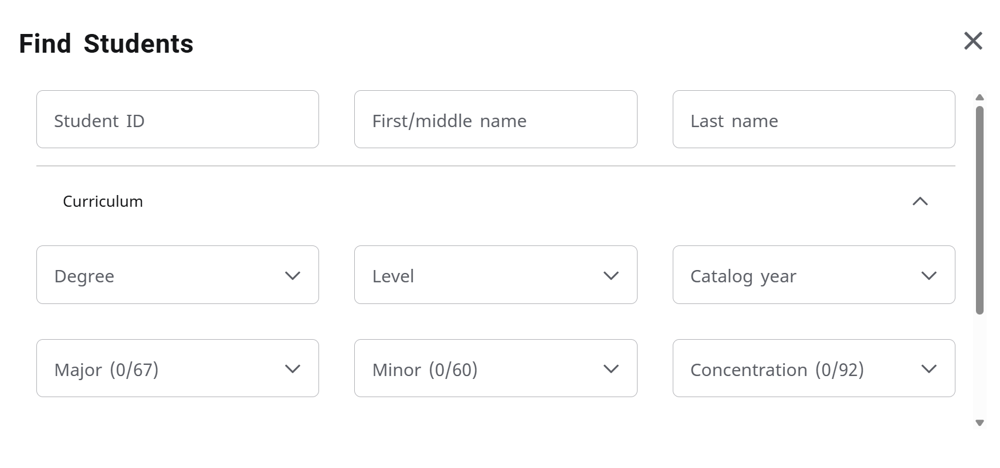 Find Students
Student ID
First/middle name
Last name
Curriculum
Degree
Level
Catalog year
Major (0/67)
Minor (0/60)
Concentration (0/92)